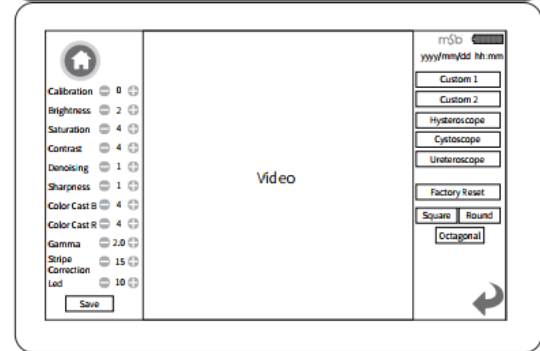 Calibration 0
Brightness 2
Saturation 4
Contrast 4
Denoising 1
Sharpness 1
Color Cast B 4
Color Cast R 4
Gamma 2.0
Stripe
Correction 15
Led 10
Save
Video
msb
yyyy/mm/dd hh:mm
Custom 1
Custom 2
Hysteroscope
Cystoscope
Ureteroscope
Factory Reset
Square Round
Octagonal